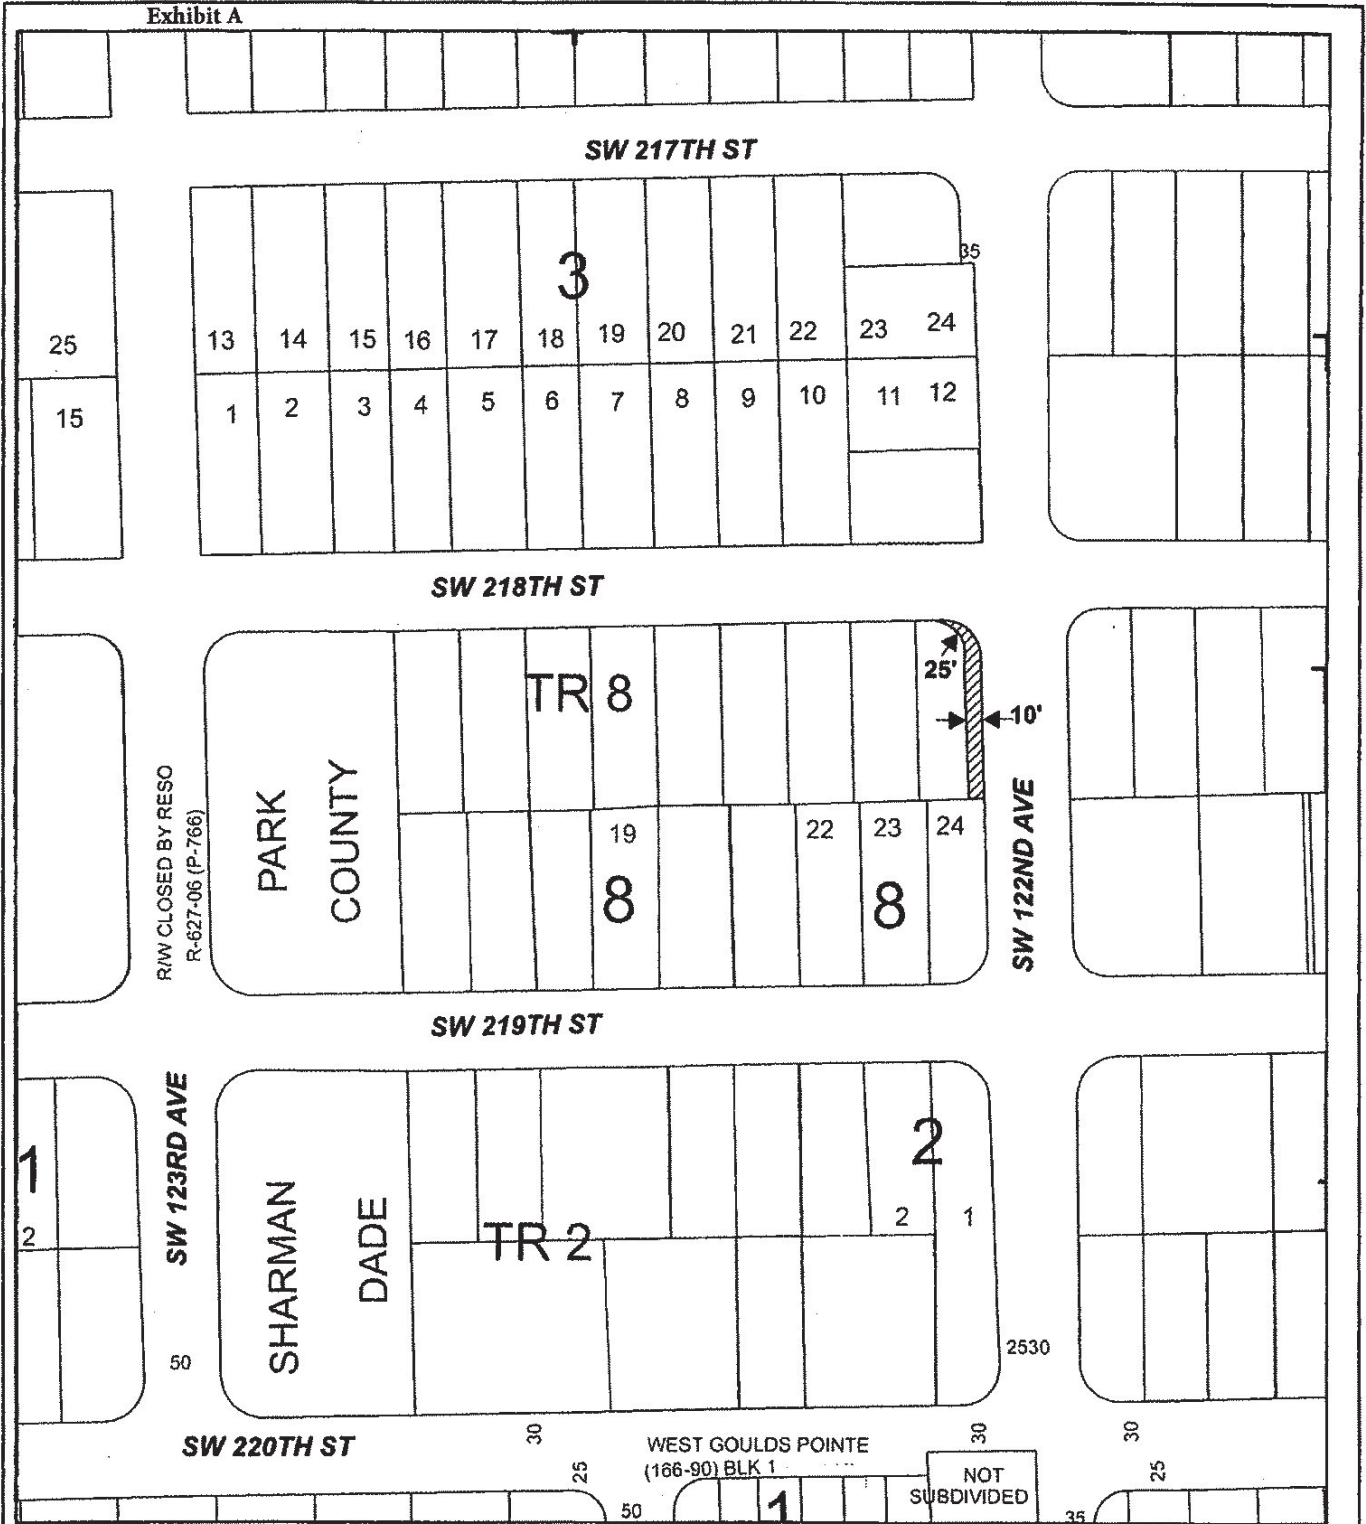 Exhibit A
SW 217TH ST
35
3
25
13 14 15 16 17 18 19 20 21 22 23 24
15
1 2 3 4 5 6 7 8 9 10 11 12
SW 218TH ST
25'
TR 8
10'
R/W CLOSED BY RESO
R-627-06 (P-766)
PARK
COUNTY
19 22 23 24
8 8
SW 122ND AVE
SW 219TH ST
SW 123RD AVE
1
2
2
SHARMAN
DADE
TR 2
2 1
50
2530
SW 220TH ST
30
WEST GOULDS POINTE
(166-90) BLK 1
30
30
25
NOT
SUBDIVIDED
25
50
1
35